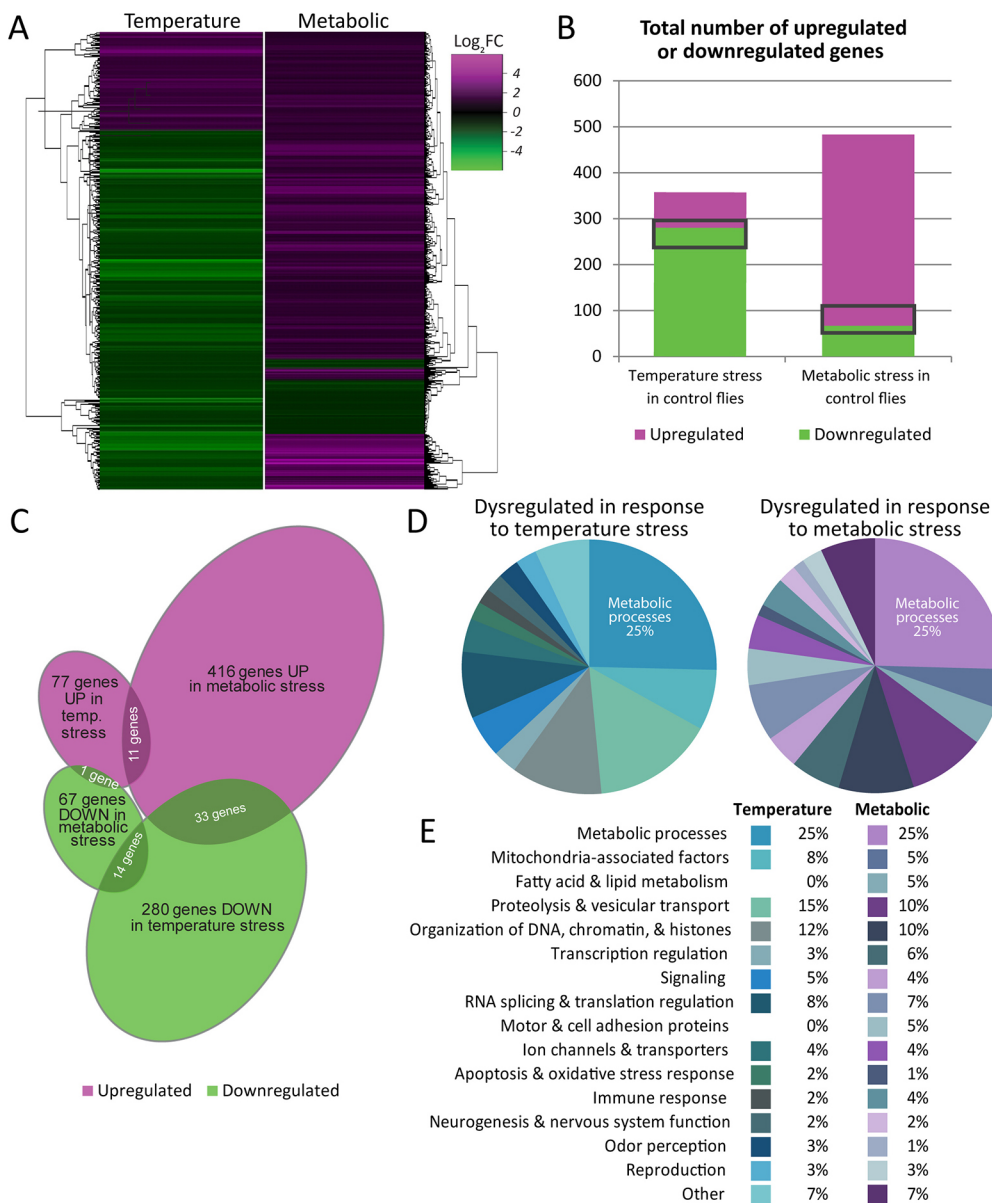 A
Temperature
Metabolic
Log2FC
4
2
0
-2
-4
B
Total number of upregulated
or downregulated genes
600
500
400
300
200
100
0
Temperature stress
in control flies
Metabolic stress in
control flies
Upregulated
Downregulated
C
77 genes
UP in
temp.
stress
416 genes UP
in metabolic stress
11 genes
1 gene
67 genes
DOWN in
metabolic
stress
33 genes
14 genes
280 genes DOWN
in temperature stress
Upregulated
Downregulated
D
Dysregulated in response
to temperature stress
Metabolic
processes
25%
Dysregulated in response
to metabolic stress
Metabolic
processes
25%
E
Temperature Metabolic
Metabolic processes 25% 25%
Mitochondria-associated factors 8% 5%
Fatty acid & lipid metabolism 0% 5%
Proteolysis & vesicular transport 15% 10%
Organization of DNA, chromatin, & histones 12% 10%
Transcription regulation 3% 6%
Signaling 5% 4%
RNA splicing & translation regulation 8% 7%
Motor & cell adhesion proteins 0% 5%
Ion channels & transporters 4% 4%
Apoptosis & oxidative stress response 2% 1%
Immune response 2% 4%
Neurogenesis & nervous system function 2% 2%
Odor perception 3% 1%
Reproduction 3% 3%
Other 7% 7%